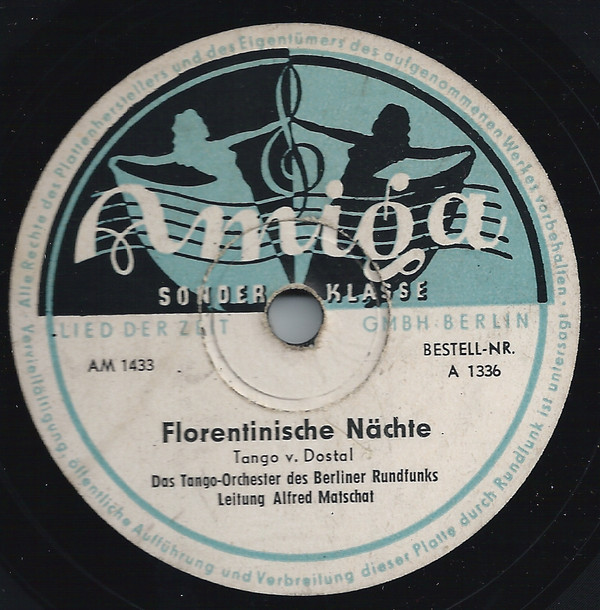 Alle Rechte des Plattenherstellers und des Eigentümers des aufgenommenen Werkes vorbehalten · Vervielfältigung, öffentliche Aufführung und Verbreitung dieser Platte durch Rundfunk ist untersagt ·
Amiga
SONDER KLASSE
LIED DER ZEIT GMBH · BERLIN
AM 1433
BESTELL-NR.
A 1336
Florentinische Nächte
Tango v. Dostal
Das Tango-Orchester des Berliner Rundfunks
Leitung Alfred Matschat